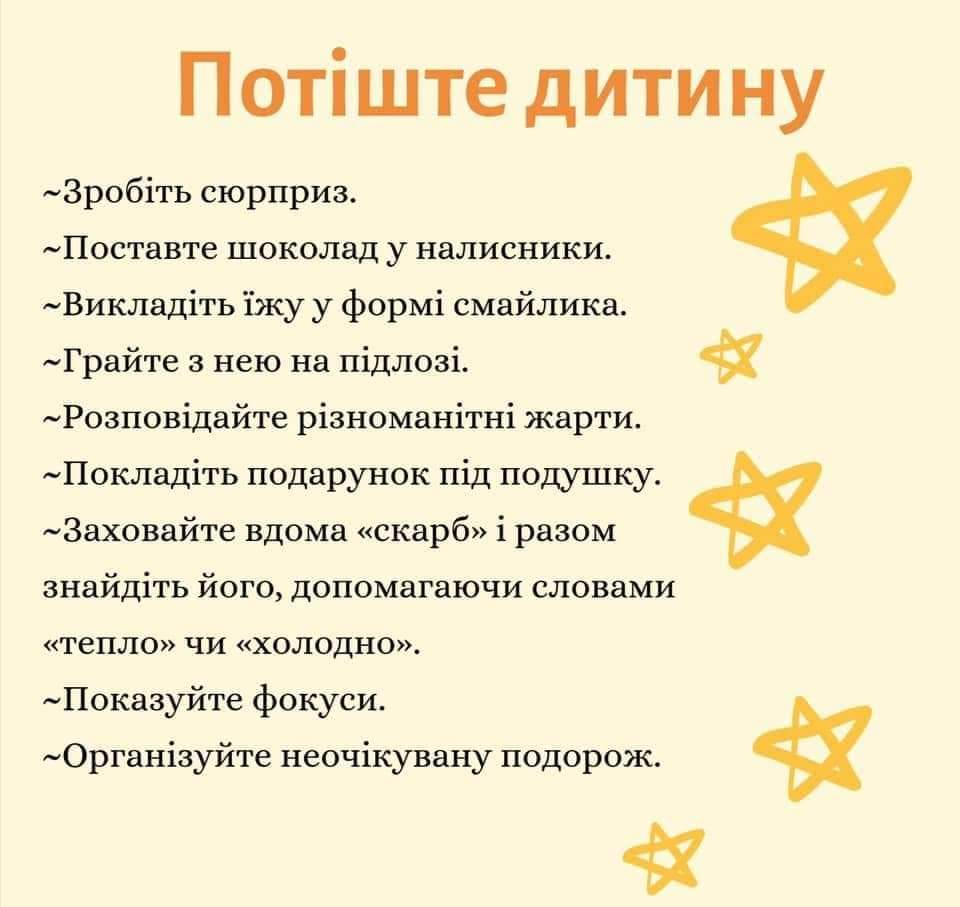 Потіште дитину
~Зробіть сюрприз.
~Поставте шоколад у налисники.
~Викладіть їжу у формі смайлика.
~Грайте з нею на підлозі.
~Розповідайте різноманітні жарти.
~Покладіть подарунок під подушку.
~Заховайте вдома «скарб» і разом
знайдіть його, допомагаючи словами
«тепло» чи «холодно».
~Показуйте фокуси.
~Організуйте неочікувану подорож.